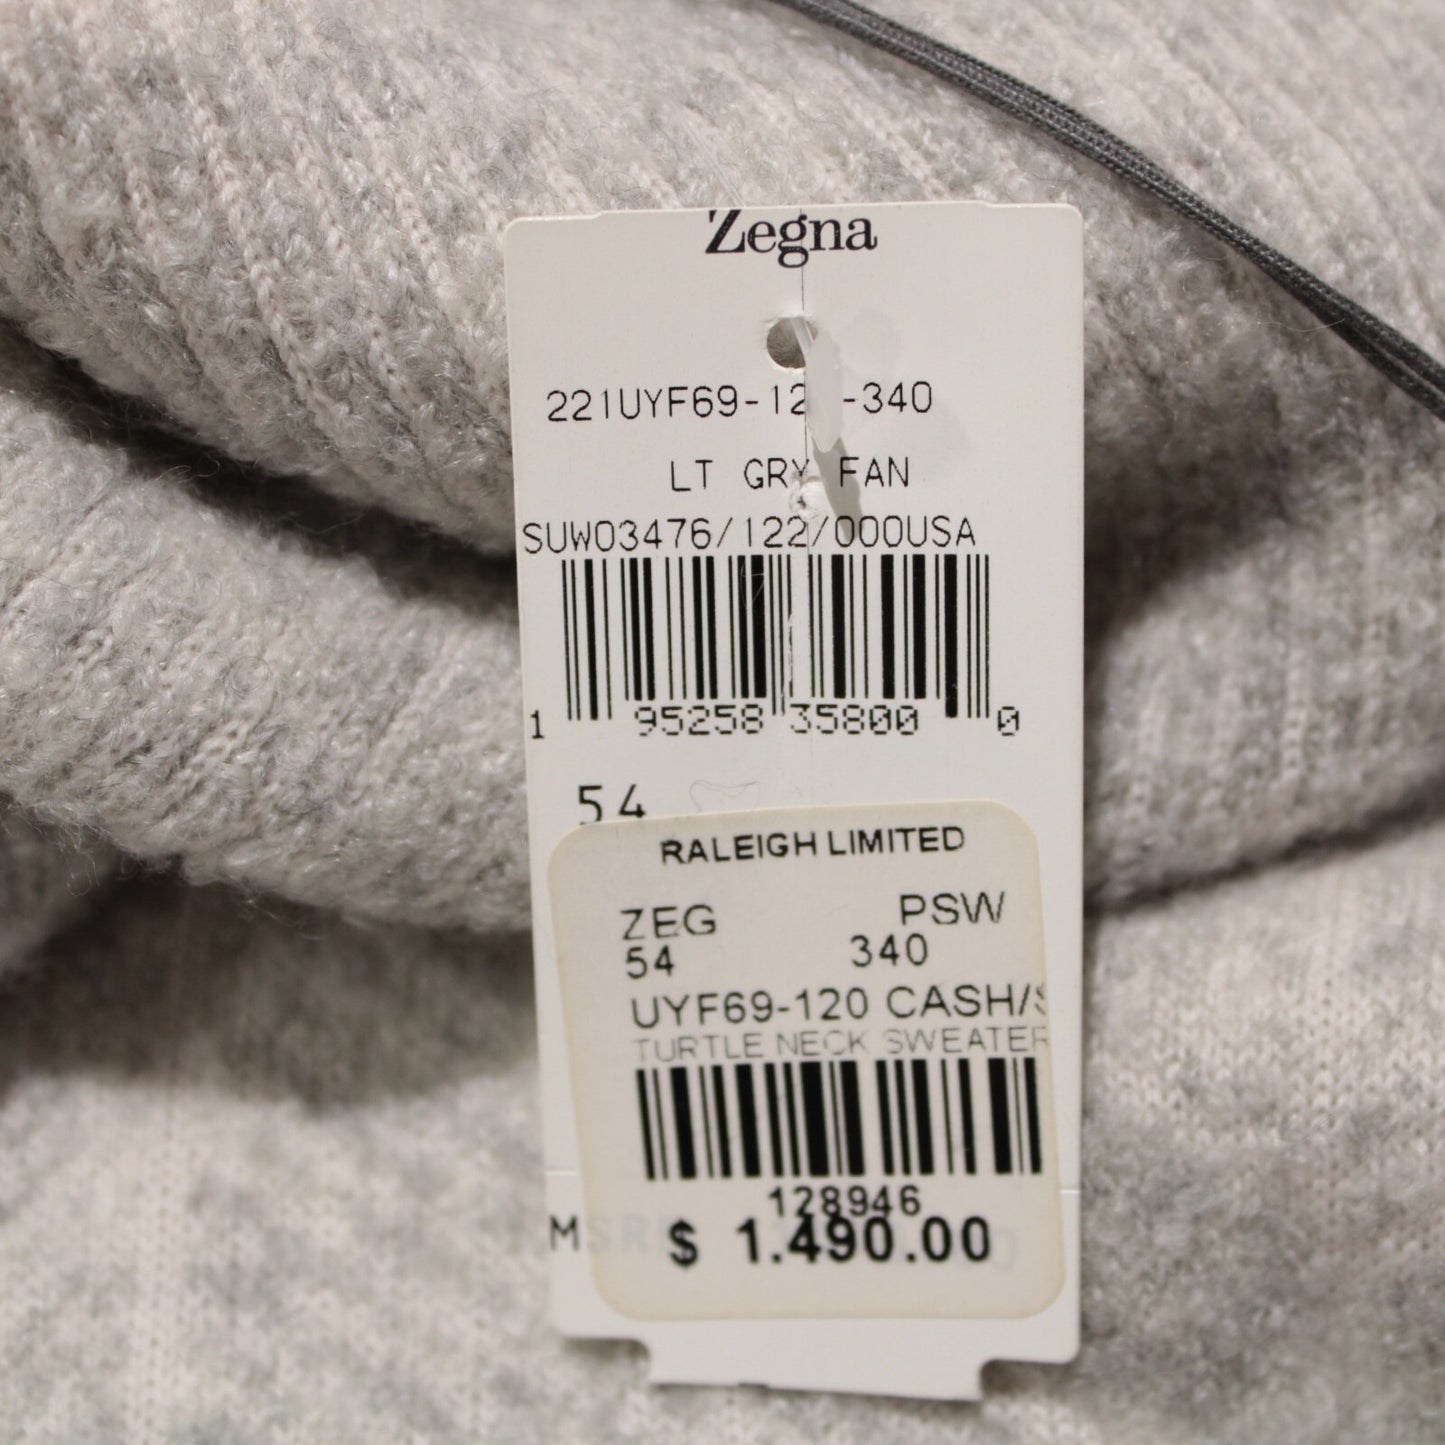 Zegna
221UYF69-12 -340
LT GRY FAN
SUW03476/122/000USA
1 95258 35800 0
54
RALEIGH LIMITED
ZEG PSW
54 340
UYF69-120 CASH/
TURTLE NECK SWEATER
128946
$ 1.490.00